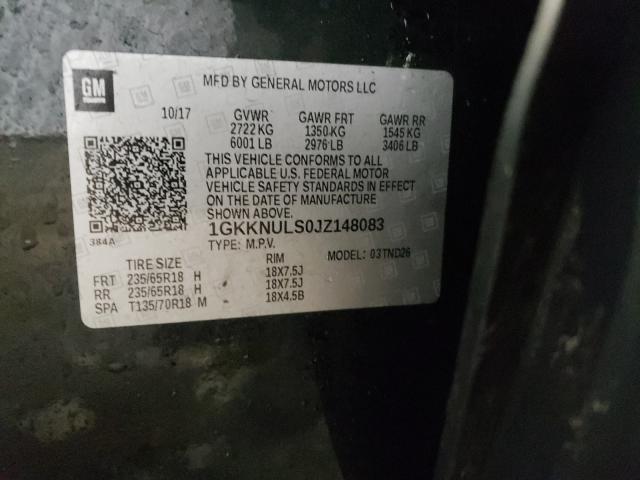 GM
MFD BY GENERAL MOTORS LLC
10/17 GVWR GAWR FRT GAWR RR
2722 KG 1350 KG 1545 KG
6001 LB 2976 LB 3406 LB
THIS VEHICLE CONFORMS TO ALL
APPLICABLE U.S. FEDERAL MOTOR
VEHICLE SAFETY STANDARDS IN EFFECT
ON THE DATE OF MANUFACTURE
SHOWN ABOVE.
384A
1GKKNULS0JZ148083
TYPE: M.P.V. MODEL: 03TND26
TIRE SIZE RIM
FRT 235/65R18 H 18X7.5J
RR 235/65R18 H 18X7.5J
SPA T135/70R18 M 18X4.5B